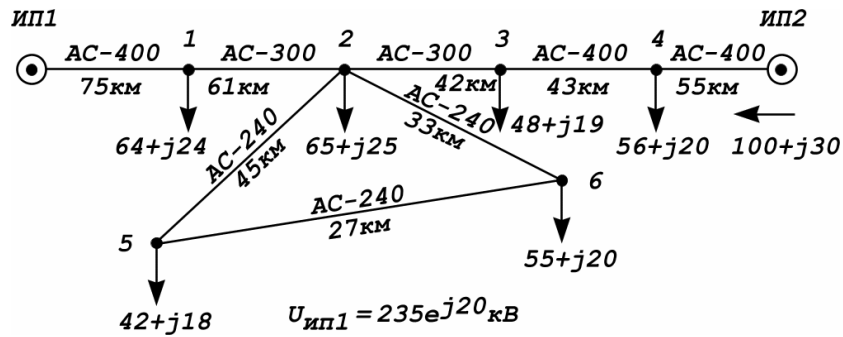 ИП1
ИП2
АС-400
1
АС-300
2
АС-300
3
АС-400
4
АС-400
75км
61км
42км
43км
55км
64+j24
АС-240
45км
65+j25
АС-240
33км
48+j19
56+j20
100+j30
5
АС-240
27км
6
55+j20
42+j18
Uип1=235e^j20кВ